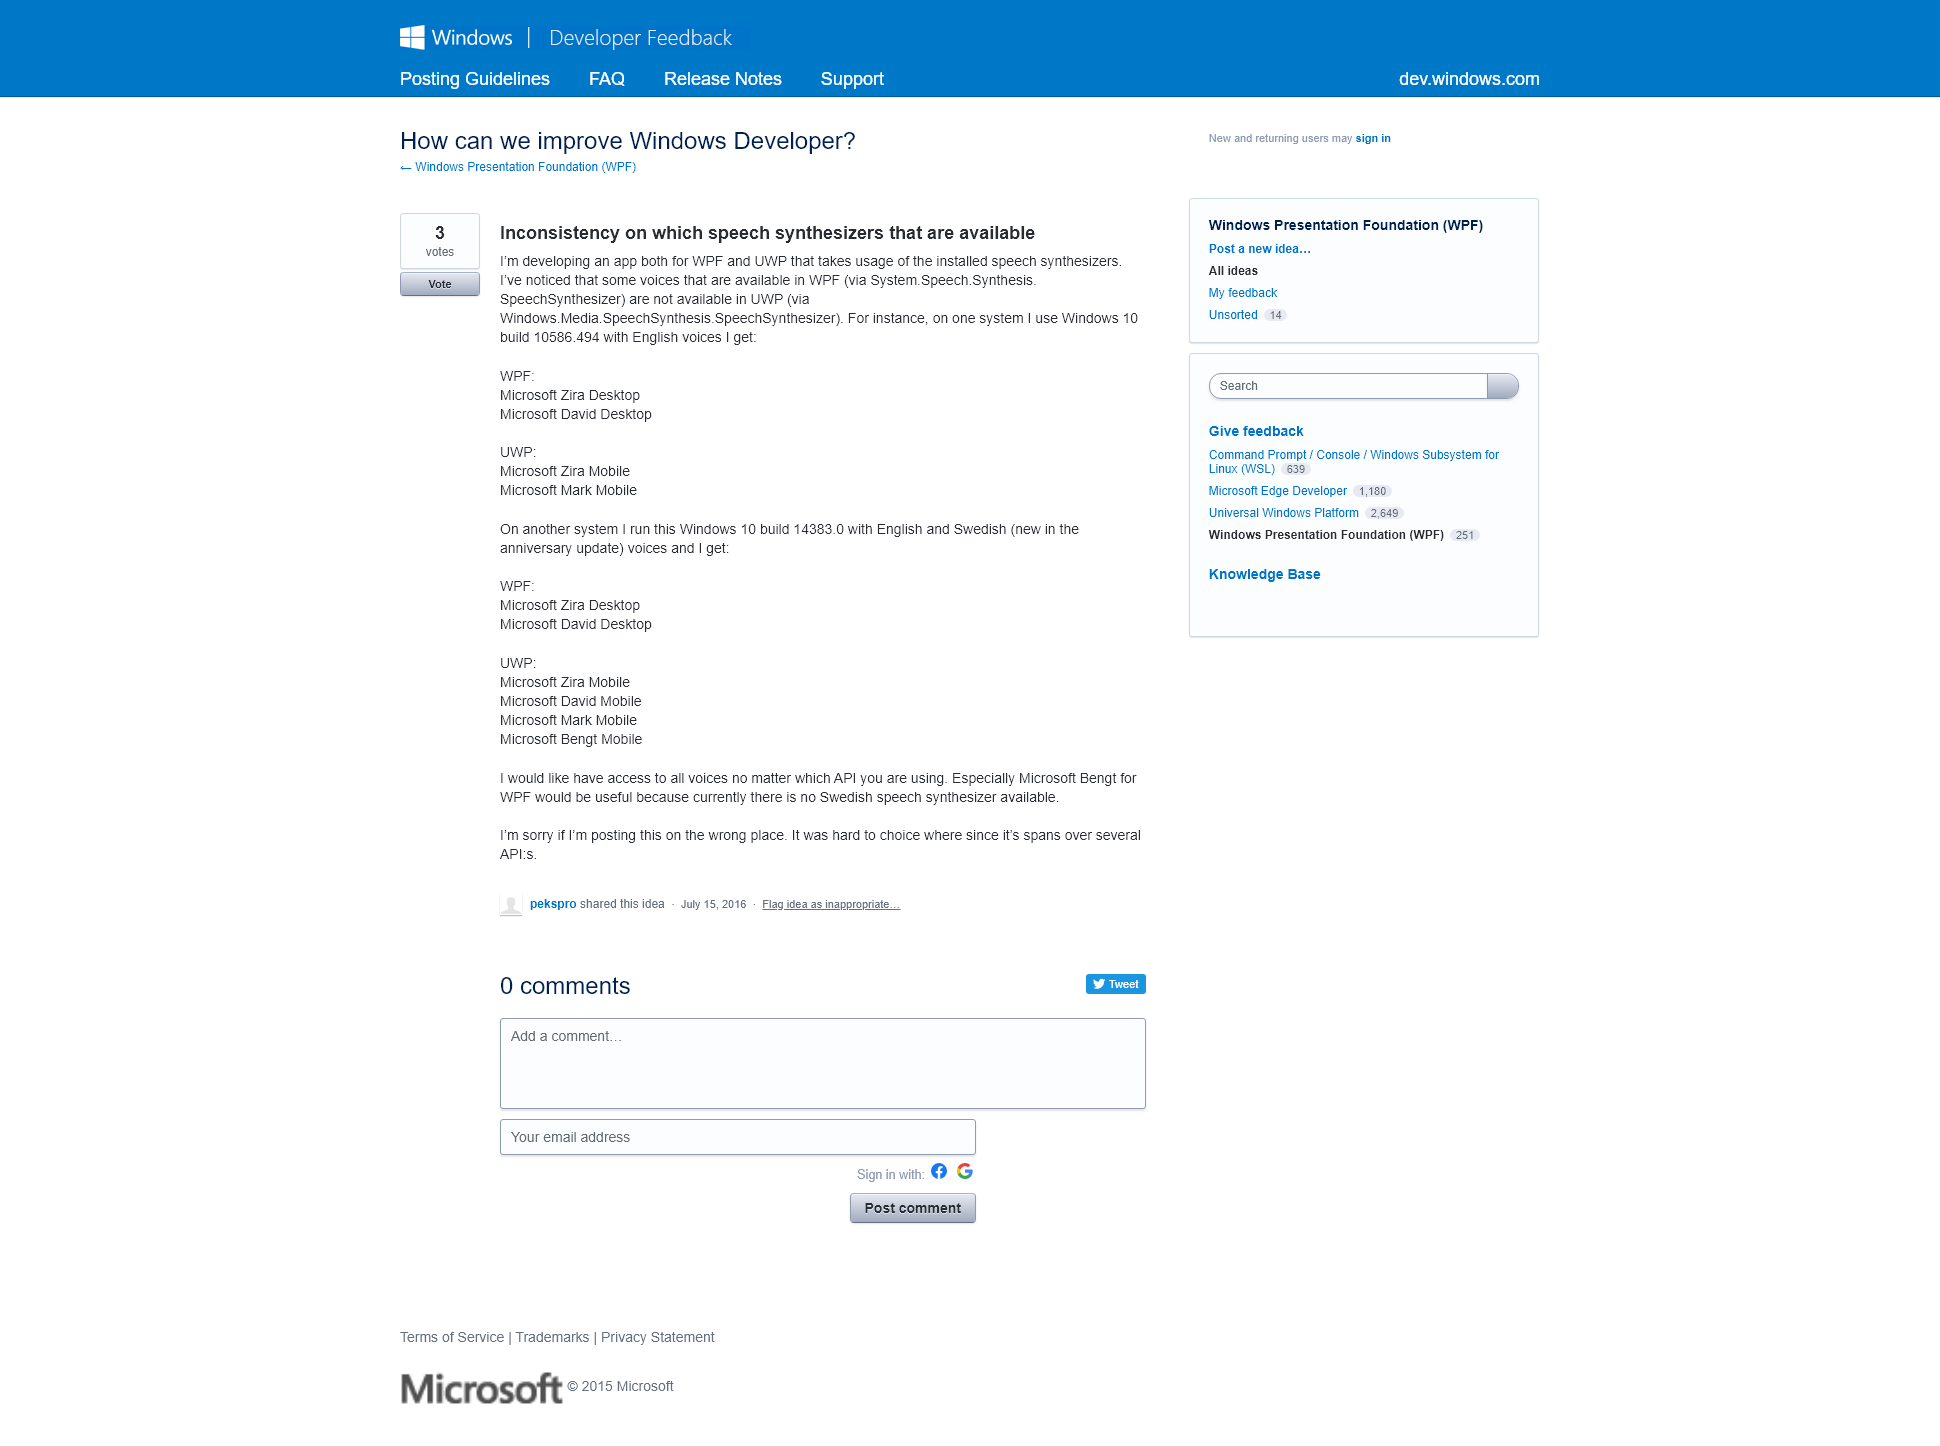 Windows | Developer Feedback
Posting Guidelines FAQ Release Notes Support dev.windows.com
How can we improve Windows Developer?
← Windows Presentation Foundation (WPF)
New and returning users may sign in
3
votes
Vote
Inconsistency on which speech synthesizers that are available
I’m developing an app both for WPF and UWP that takes usage of the installed speech synthesizers.
I’ve noticed that some voices that are available in WPF (via System.Speech.Synthesis.
SpeechSynthesizer) are not available in UWP (via
Windows.Media.SpeechSynthesis.SpeechSynthesizer). For instance, on one system I use Windows 10
build 10586.494 with English voices I get:
WPF:
Microsoft Zira Desktop
Microsoft David Desktop
UWP:
Microsoft Zira Mobile
Microsoft Mark Mobile
On another system I run this Windows 10 build 14383.0 with English and Swedish (new in the
anniversary update) voices and I get:
WPF:
Microsoft Zira Desktop
Microsoft David Desktop
UWP:
Microsoft Zira Mobile
Microsoft David Mobile
Microsoft Mark Mobile
Microsoft Bengt Mobile
I would like have access to all voices no matter which API you are using. Especially Microsoft Bengt for
WPF would be useful because currently there is no Swedish speech synthesizer available.
I’m sorry if I’m posting this on the wrong place. It was hard to choice where since it’s spans over several
API:s.
pekspro shared this idea · July 15, 2016 · Flag idea as inappropriate…
0 comments
Tweet
Add a comment…
Your email address
Sign in with:
Post comment
Windows Presentation Foundation (WPF)
Post a new idea…
All ideas
My feedback
Unsorted 14
Search
Give feedback
Command Prompt / Console / Windows Subsystem for
Linux (WSL) 639
Microsoft Edge Developer 1,180
Universal Windows Platform 2,649
Windows Presentation Foundation (WPF) 251
Knowledge Base
Terms of Service | Trademarks | Privacy Statement
Microsoft © 2015 Microsoft